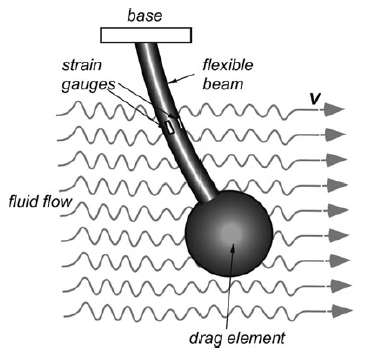 base
strain
gauges
flexible
beam
V
fluid flow
drag element